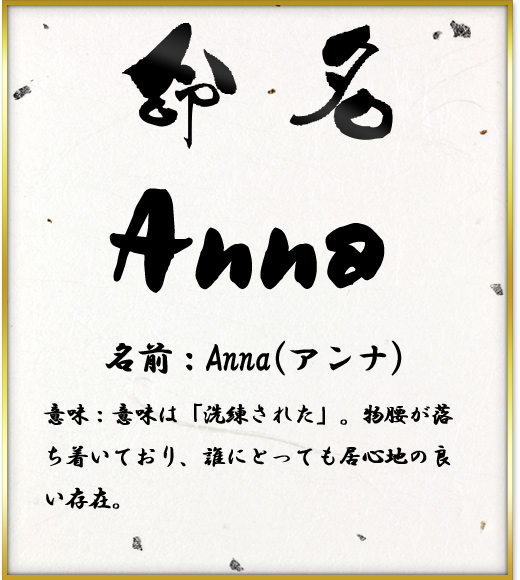 命名
Anna
名前：Anna(アンナ)
意味：意味は「洗練された」。物腰が落
ち着いており、誰にとっても居心地の良
い存在。